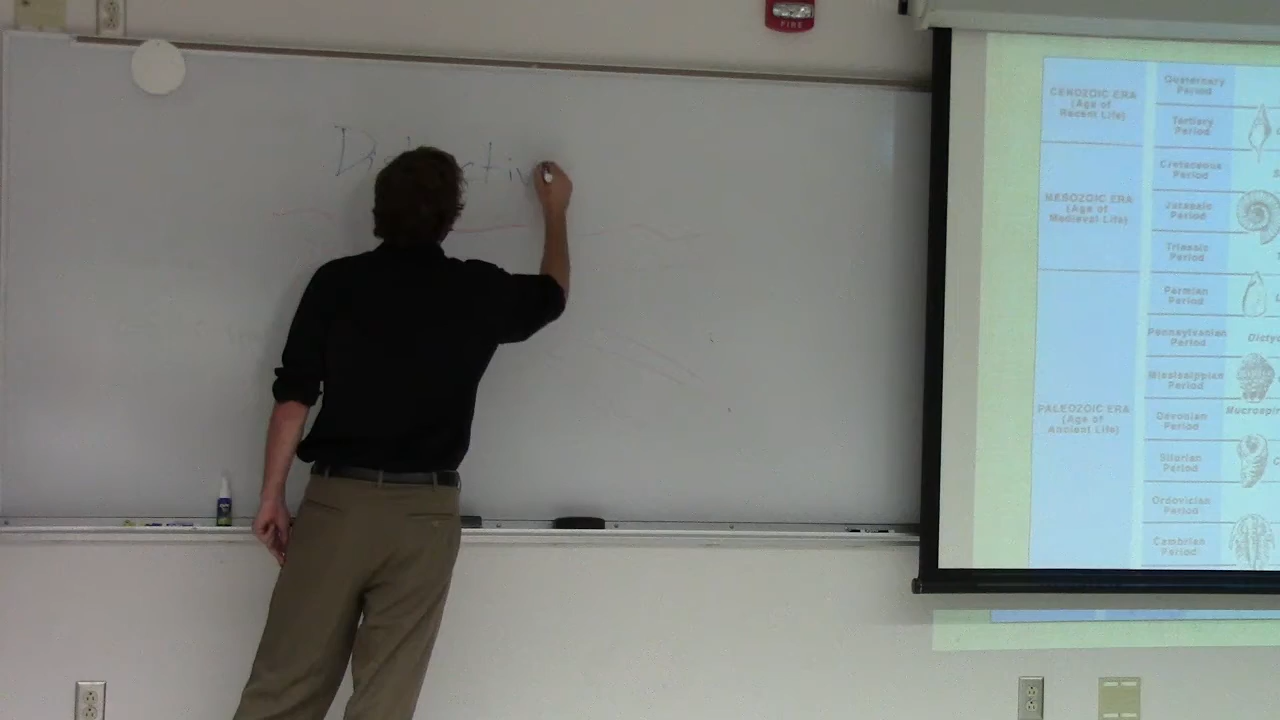 FIRE
CENOZOIC ERA
(Age of
Recent Life)
Quaternary
Period
Tertiary
Period
MESOZOIC ERA
(Age of
Medieval Life)
Cretaceous
Period
Jurassic
Period
Triassic
Period
PALEOZOIC ERA
(Age of
Ancient Life)
Permian
Period
Pennsylvanian
Period
Mississippian
Period
Devonian
Period
Silurian
Period
Ordovician
Period
Cambrian
Period